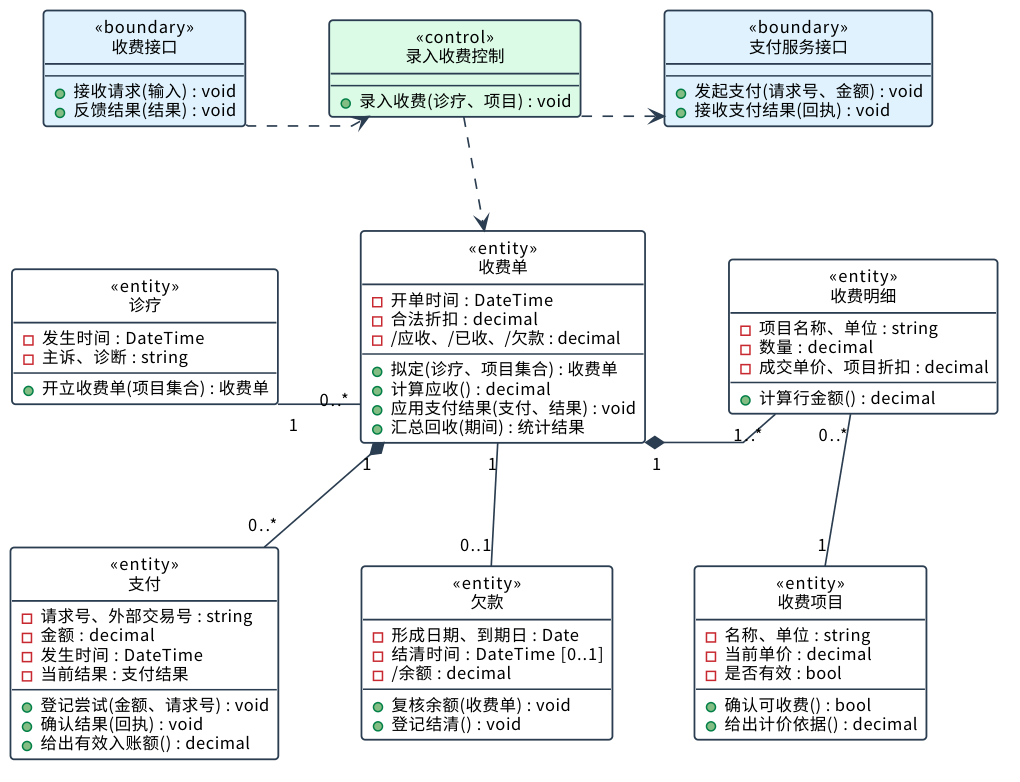 «boundary»
收费接口
接收请求(输入) : void
反馈结果(结果) : void
«control»
录入收费控制
录入收费(诊疗、项目) : void
«boundary»
支付服务接口
发起支付(请求号、金额) : void
接收支付结果(回执) : void
«entity»
诊疗
发生时间 : DateTime
主诉、诊断 : string
开立收费单(项目集合) : 收费单
«entity»
收费单
开单时间 : DateTime
合法折扣 : decimal
/应收、/已收、/欠款 : decimal
拟定(诊疗、项目集合) : 收费单
计算应收() : decimal
应用支付结果(支付、结果) : void
汇总回收(期间) : 统计结果
«entity»
收费明细
项目名称、单位 : string
数量 : decimal
成交单价、项目折扣 : decimal
计算行金额() : decimal
0..*
1
1
0..*
1
0..1
1..*
1
0..*
1
«entity»
支付
请求号、外部交易号 : string
金额 : decimal
发生时间 : DateTime
当前结果 : 支付结果
登记尝试(金额、请求号) : void
确认结果(回执) : void
给出有效入账额() : decimal
«entity»
欠款
形成日期、到期日 : Date
结清时间 : DateTime [0..1]
/余额 : decimal
复核余额(收费单) : void
登记结清() : void
«entity»
收费项目
名称、单位 : string
当前单价 : decimal
是否有效 : bool
确认可收费() : bool
给出计价依据() : decimal